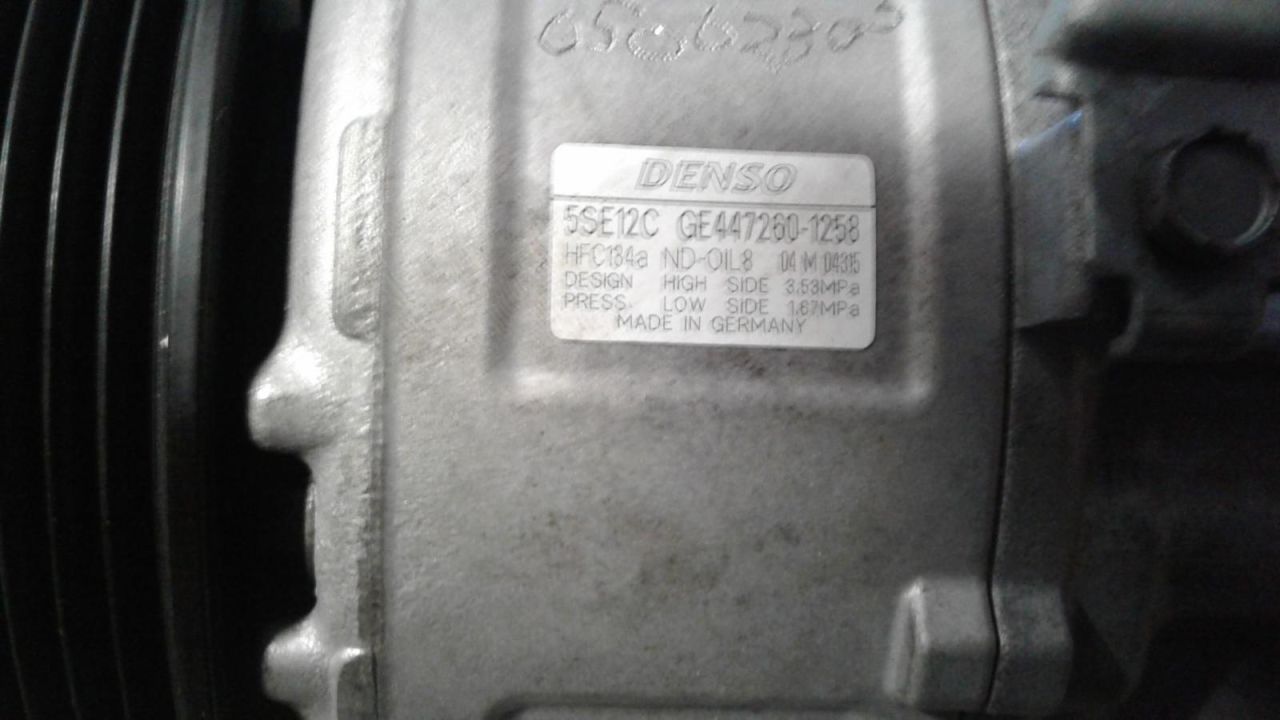 DENSO
5SE12C GE447260-1258
HFC134a ND-OIL8 04 M 04315
DESIGN HIGH SIDE 3.53MPa
PRESS. LOW SIDE 1.67MPa
MADE IN GERMANY